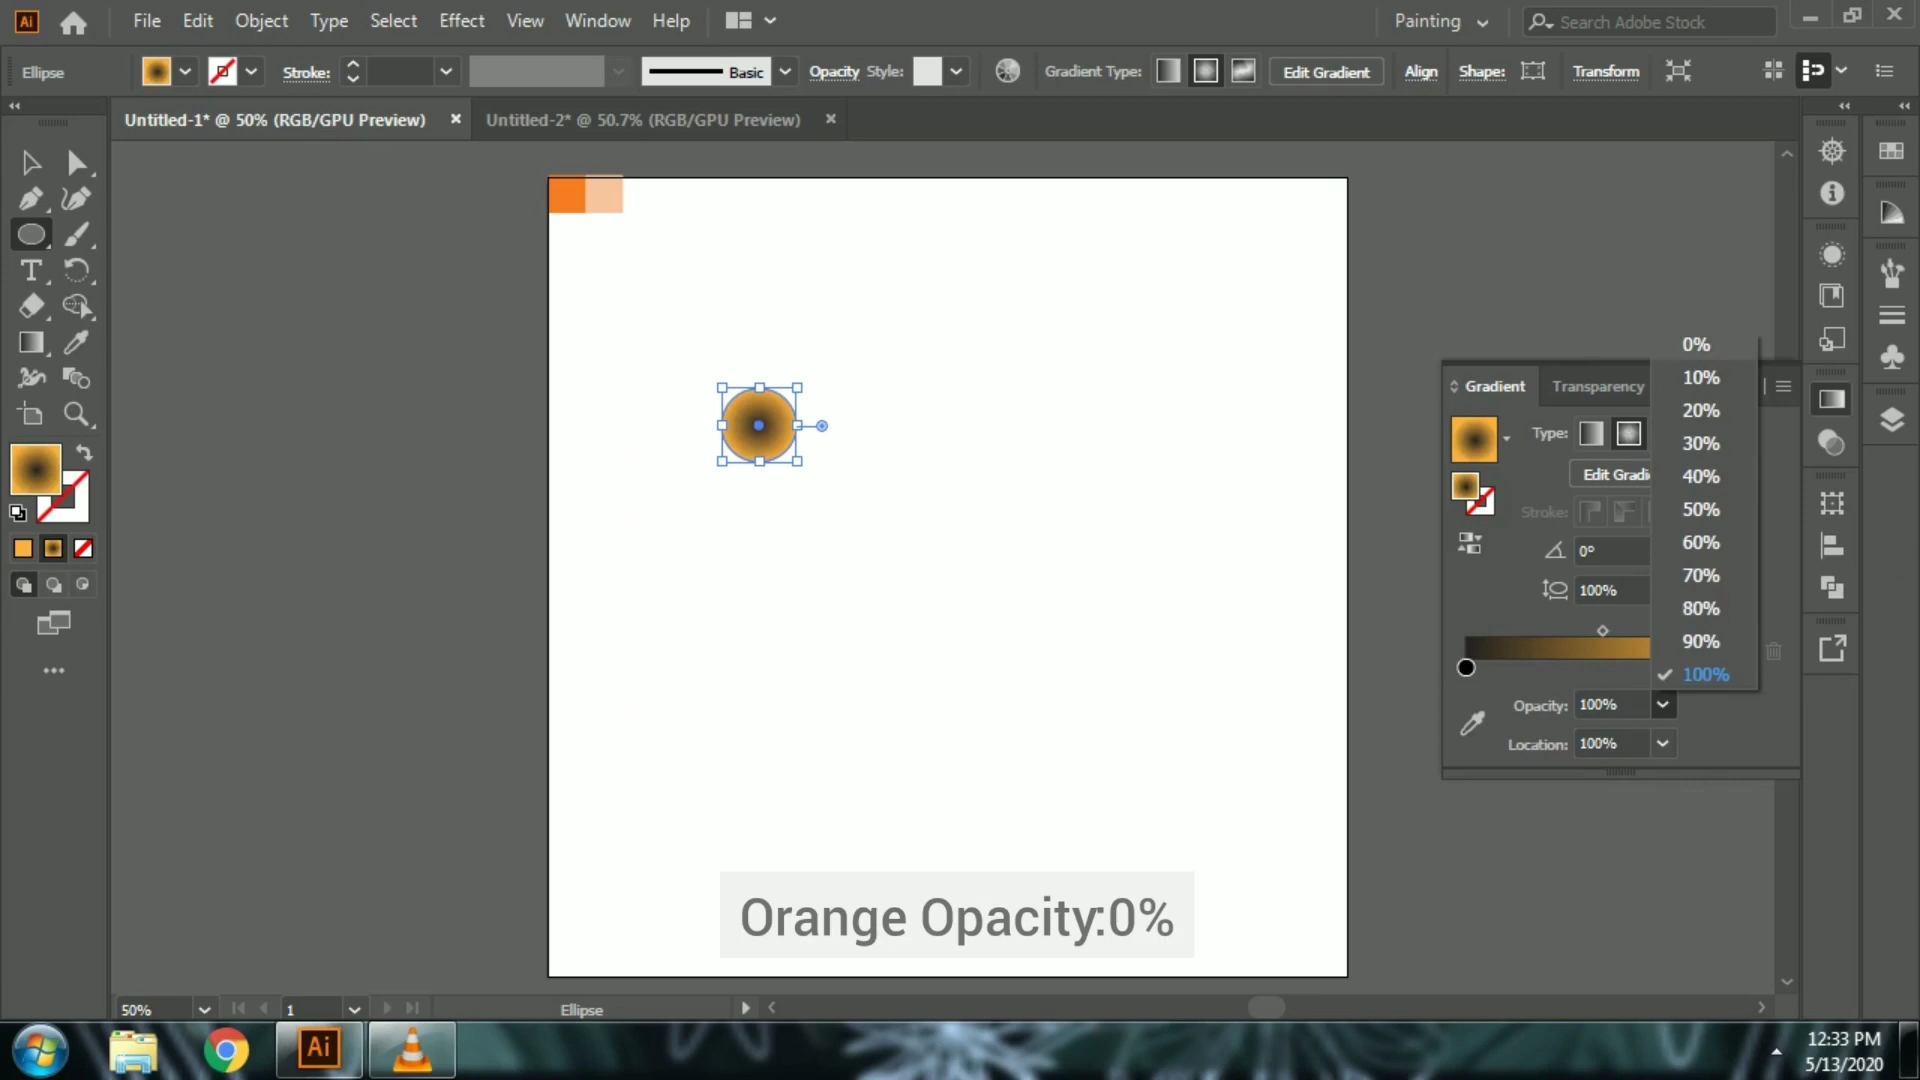 Ai File Edit Object Type Select Effect View Window Help Painting Search Adobe Stock
Ellipse Stroke: Basic Opacity Style: Gradient Type: Edit Gradient Align Shape: Transform
Untitled-1* @ 50% (RGB/GPU Preview) Untitled-2* @ 50.7% (RGB/GPU Preview)
0%
10%
20%
30%
40%
50%
60%
70%
80%
90%
100%
Gradient Transparency
Type:
Edit Gradi
Stroke:
0°
100%
Opacity: 100%
Location: 100%
Orange Opacity:0%
50% 1 Ellipse
Ai
12:33 PM
5/13/2020